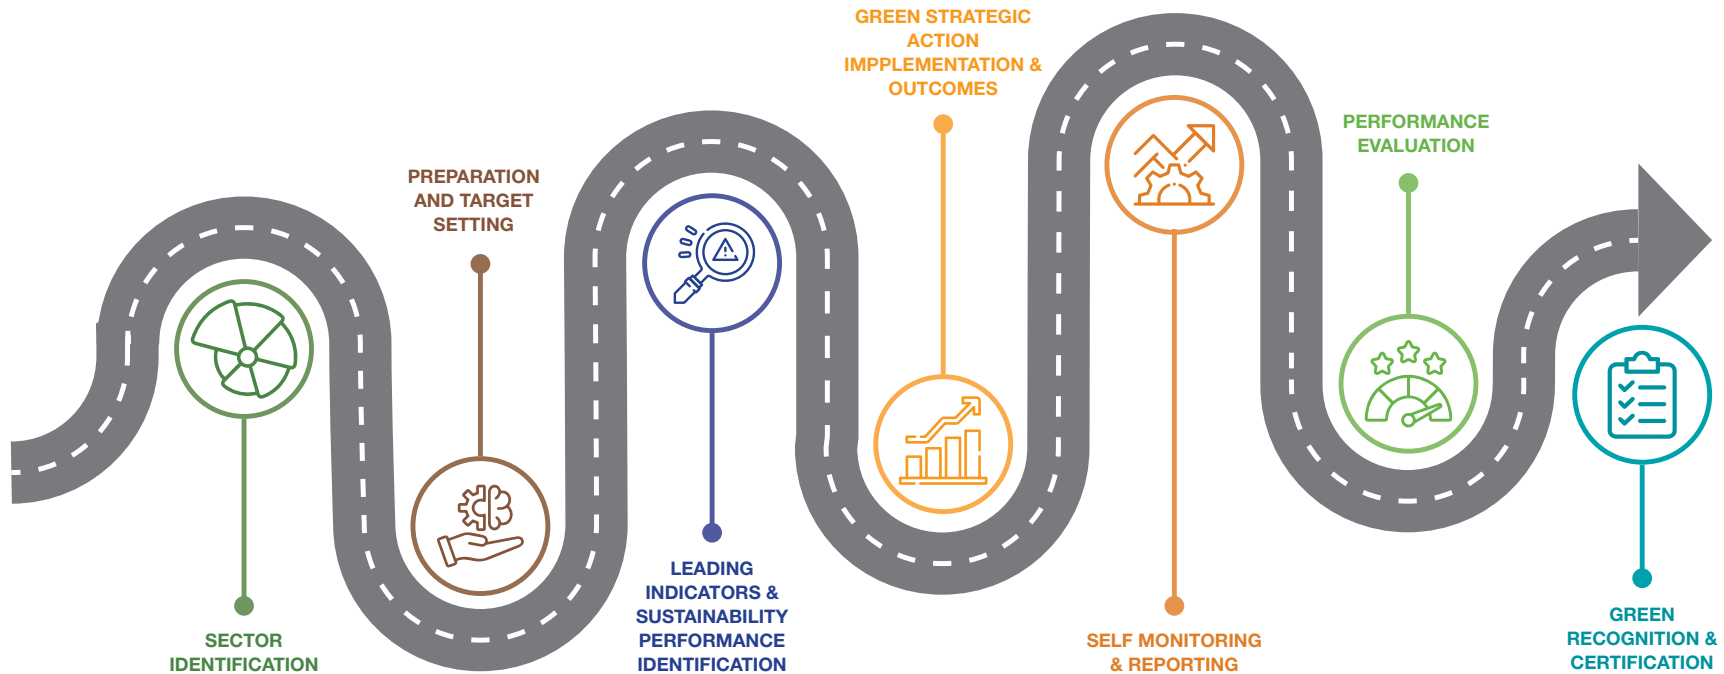 SECTOR
IDENTIFICATION
PREPARATION
AND TARGET
SETTING
LEADING
INDICATORS &
SUSTAINABILITY
PERFORMANCE
IDENTIFICATION
GREEN STRATEGIC
ACTION
IMPPLEMENTATION &
OUTCOMES
SELF MONITORING
& REPORTING
PERFORMANCE
EVALUATION
GREEN
RECOGNITION &
CERTIFICATION